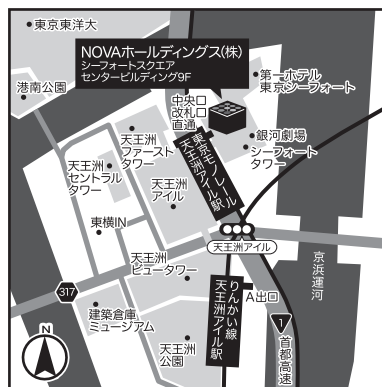 東京東洋大
NOVAホールディングス(株)
シーフォートスクエア
センタービルディング9F
港南公園
第一ホテル
東京シーフォート
中央口
改札口
直通
天王洲
ファースト
タワー
東京モノレール
天王洲アイル駅
銀河劇場
シーフォート
タワー
天王洲
セントラル
タワー
天王洲
アイル
東横IN
天王洲アイル
天王洲
ビュータワー
京浜運河
317
りんかい線
天王洲アイル駅
A出口
建築倉庫
ミュージアム
1
首都高速
天王洲
公園
N